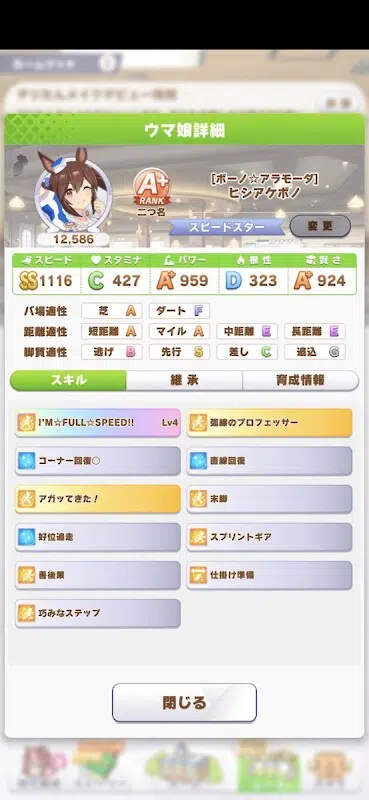 ウマ娘詳細
A+
RANK
二つ名
[ボーノ☆アラモーダ]
ヒシアケボノ
12,586
スピードスター
変更
スピード
スタミナ
パワー
根性
賢さ
SS 1116
C 427
A+ 959
D 323
A+ 924
バ場適性 芝 A ダート F
距離適性 短距離 A マイル A 中距離 E 長距離 E
脚質適性 逃げ B 先行 S 差し C 追込 G
スキル
継承
育成情報
I'M☆FULL☆SPEED!! Lv4
弧線のプロフェッサー
コーナー回復○
直線回復
アガッてきた!
末脚
好位追走
スプリントギア
善後策
仕掛け準備
巧みなステップ
閉じる